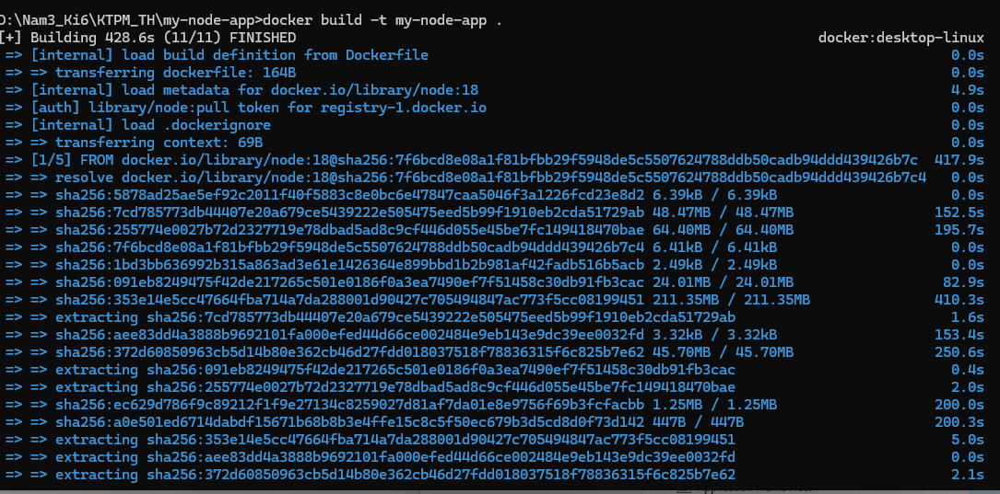 D:\Nam3_Ki6\KTPM_TH\my-node-app>docker build -t my-node-app .
[+] Building 428.6s (11/11) FINISHED docker:desktop-linux
=> [internal] load build definition from Dockerfile 0.0s
=> => transferring dockerfile: 164B 0.0s
=> [internal] load metadata for docker.io/library/node:18 4.9s
=> [auth] library/node:pull token for registry-1.docker.io 0.0s
=> [internal] load .dockerignore 0.0s
=> => transferring context: 69B 0.0s
=> [1/5] FROM docker.io/library/node:18@sha256:7f6bcd8e08a1f81bfbb29f5948de5c5507624788ddb50cadb94ddd439426b7c 417.9s
=> => resolve docker.io/library/node:18@sha256:7f6bcd8e08a1f81bfbb29f5948de5c5507624788ddb50cadb94ddd439426b7c4 0.0s
=> => sha256:5878ad25ae5ef92c2011f40f5883c8e0bc6e47847caa5046f3a1226fcd23e8d2 6.39kB / 6.39kB 0.0s
=> => sha256:7cd785773db44407e20a679ce5439222e505475eed5b99f1910eb2cda51729ab 48.47MB / 48.47MB 152.5s
=> => sha256:255774e0027b72d2327719e78dbad5ad8c9cf446d055e45be7fc149418470bae 64.40MB / 64.40MB 195.7s
=> => sha256:7f6bcd8e08a1f81bfbb29f5948de5c5507624788ddb50cadb94ddd439426b7c4 6.41kB / 6.41kB 0.0s
=> => sha256:1bd3bb636992b315a863ad3e61e1426364e899bbd1b2b981af42fadb516b5acb 2.49kB / 2.49kB 0.0s
=> => sha256:091eb8249475f42de217265c501e0186f0a3ea7490ef7f51458c30db91fb3cac 24.01MB / 24.01MB 82.9s
=> => sha256:353e14e5cc47664fba714a7da288001d90427c705494847ac773f5cc08199451 211.35MB / 211.35MB 410.3s
=> => extracting sha256:7cd785773db44407e20a679ce5439222e505475eed5b99f1910eb2cda51729ab 1.6s
=> => sha256:aee83dd4a3888b9692101fa000efed44d66ce002484e9eb143e9dc39ee0032fd 3.32kB / 3.32kB 153.4s
=> => sha256:372d60850963cb5d14b80e362cb46d27fdd018037518f78836315f6c825b7e62 45.70MB / 45.70MB 250.6s
=> => extracting sha256:091eb8249475f42de217265c501e0186f0a3ea7490ef7f51458c30db91fb3cac 0.4s
=> => extracting sha256:255774e0027b72d2327719e78dbad5ad8c9cf446d055e45be7fc149418470bae 2.0s
=> => sha256:ec629d786f9c89212f1f9e27134c8259027d81af7da01e8e9756f69b3fcfacbb 1.25MB / 1.25MB 200.0s
=> => sha256:a0e501ed6714dabdf15671b68b8b3e4ffe15c8c5f50ec679b3d5cd8d0f73d142 447B / 447B 200.3s
=> => extracting sha256:353e14e5cc47664fba714a7da288001d90427c705494847ac773f5cc08199451 5.0s
=> => extracting sha256:aee83dd4a3888b9692101fa000efed44d66ce002484e9eb143e9dc39ee0032fd 0.0s
=> => extracting sha256:372d60850963cb5d14b80e362cb46d27fdd018037518f78836315f6c825b7e62 2.1s